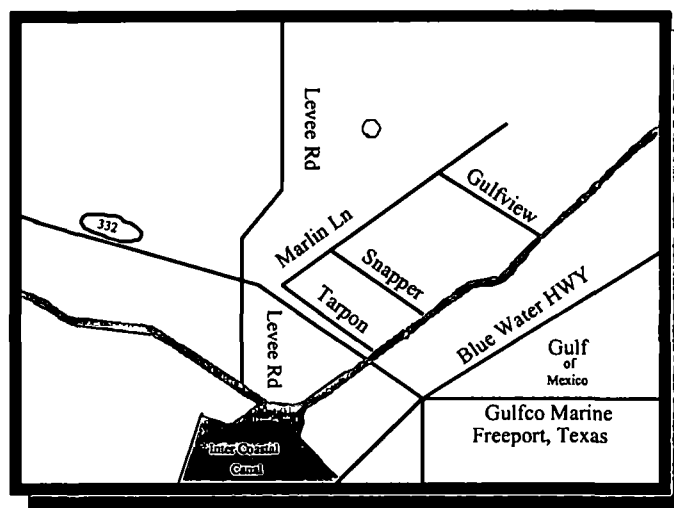 Levee Rd
332
Marlin Ln
Gulfview
Snapper
Tarpon
Levee Rd
Blue Water HWY
Gulf
of
Mexico
Gulfco Marine
Freeport, Texas
Inter Coastal
Canal